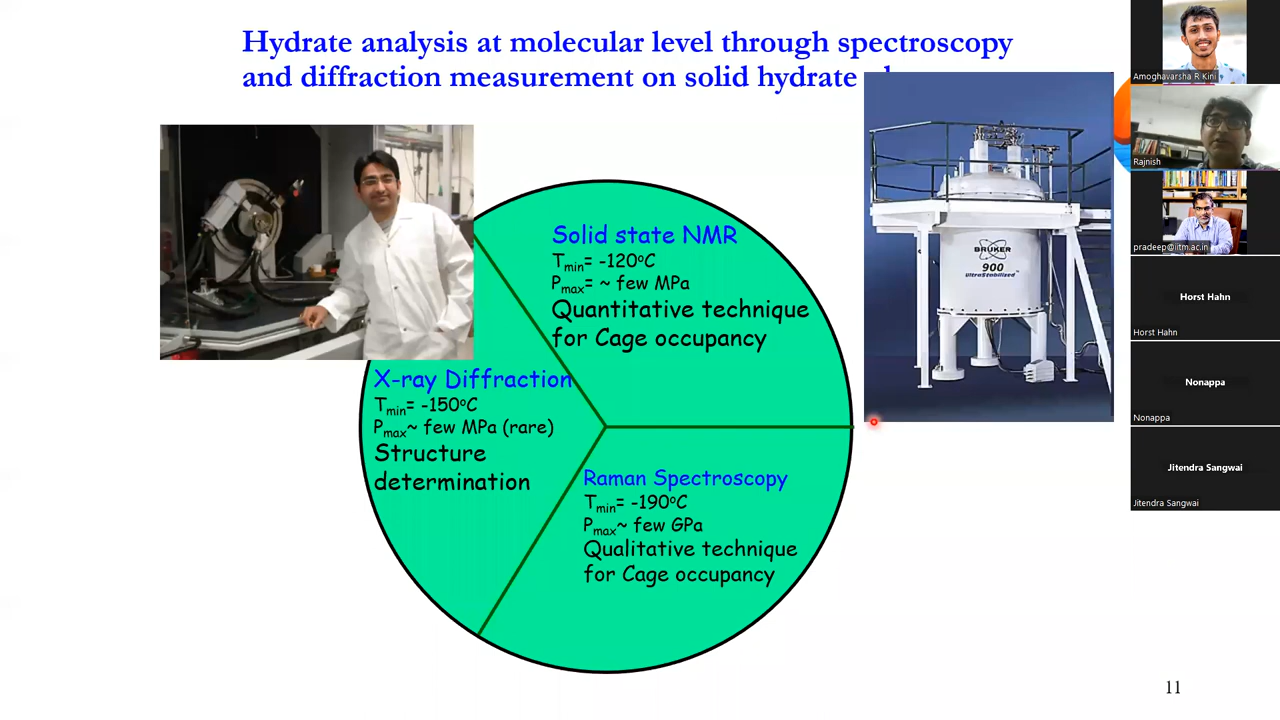 Hydrate analysis at molecular level through spectroscopy
and diffraction measurement on solid hydrate
Solid state NMR
Tmin= -120oC
Pmax= ~ few MPa
Quantitative technique
for Cage occupancy
X-ray Diffraction
Tmin= -150oC
Pmax~ few MPa (rare)
Structure
determination
Raman Spectroscopy
Tmin= -190oC
Pmax~ few GPa
Qualitative technique
for Cage occupancy
BRUKER
900
UltraStabilized
11
Amoghavarsha R Kini
Rajnish
pradeep@iitm.ac.in
Horst Hahn
Horst Hahn
Nonappa
Nonappa
Jitendra Sangwai
Jitendra Sangwai